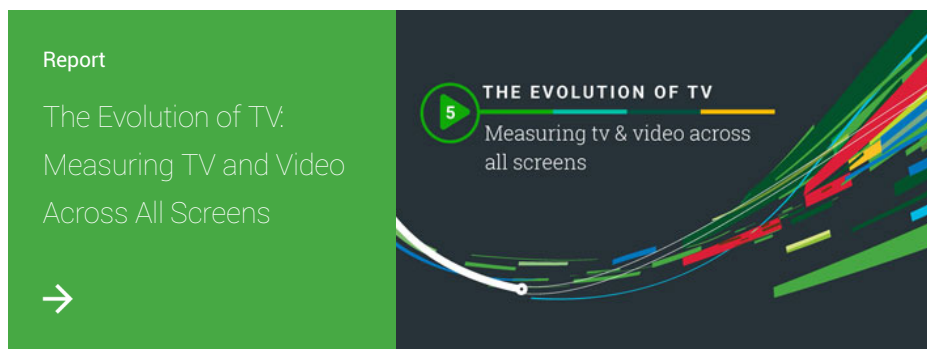 Report
The Evolution of TV:
Measuring TV and Video
Across All Screens
5
THE EVOLUTION OF TV
Measuring tv & video across
all screens